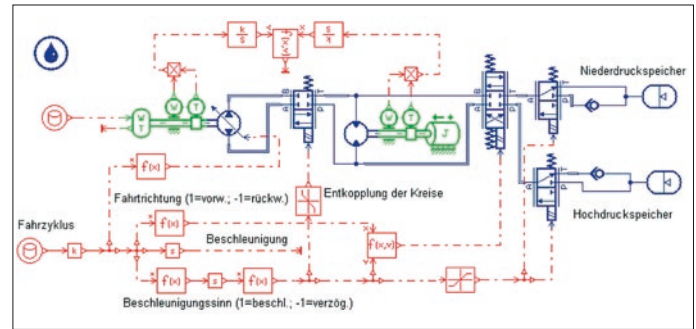 k/s
s/k
W
T
W
T
W
T
J
A
B
P
T
A
B
P
T
A
B
P
T
A
P
T
Niederdruckspeicher
f(x)
Fahrtrichtung (1=vorw.; -1=rückw.)
Entkopplung der Kreise
Hochdruckspeicher
Fahrzyklus
k
f(x)
s
Beschleunigung
f(x,y)
f(x)
s
f(x)
Beschleunigungssinn (1=beschl.; -1=verzög.)